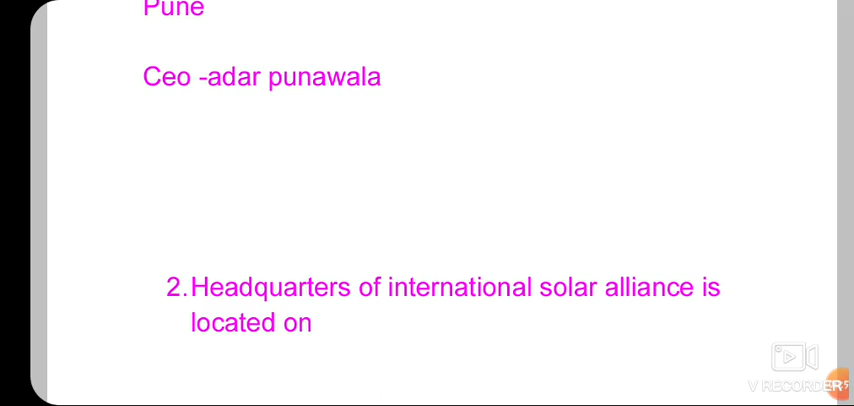 Pune
Ceo -adar punawala
2.Headquarters of international solar alliance is
located on
V RECORDER